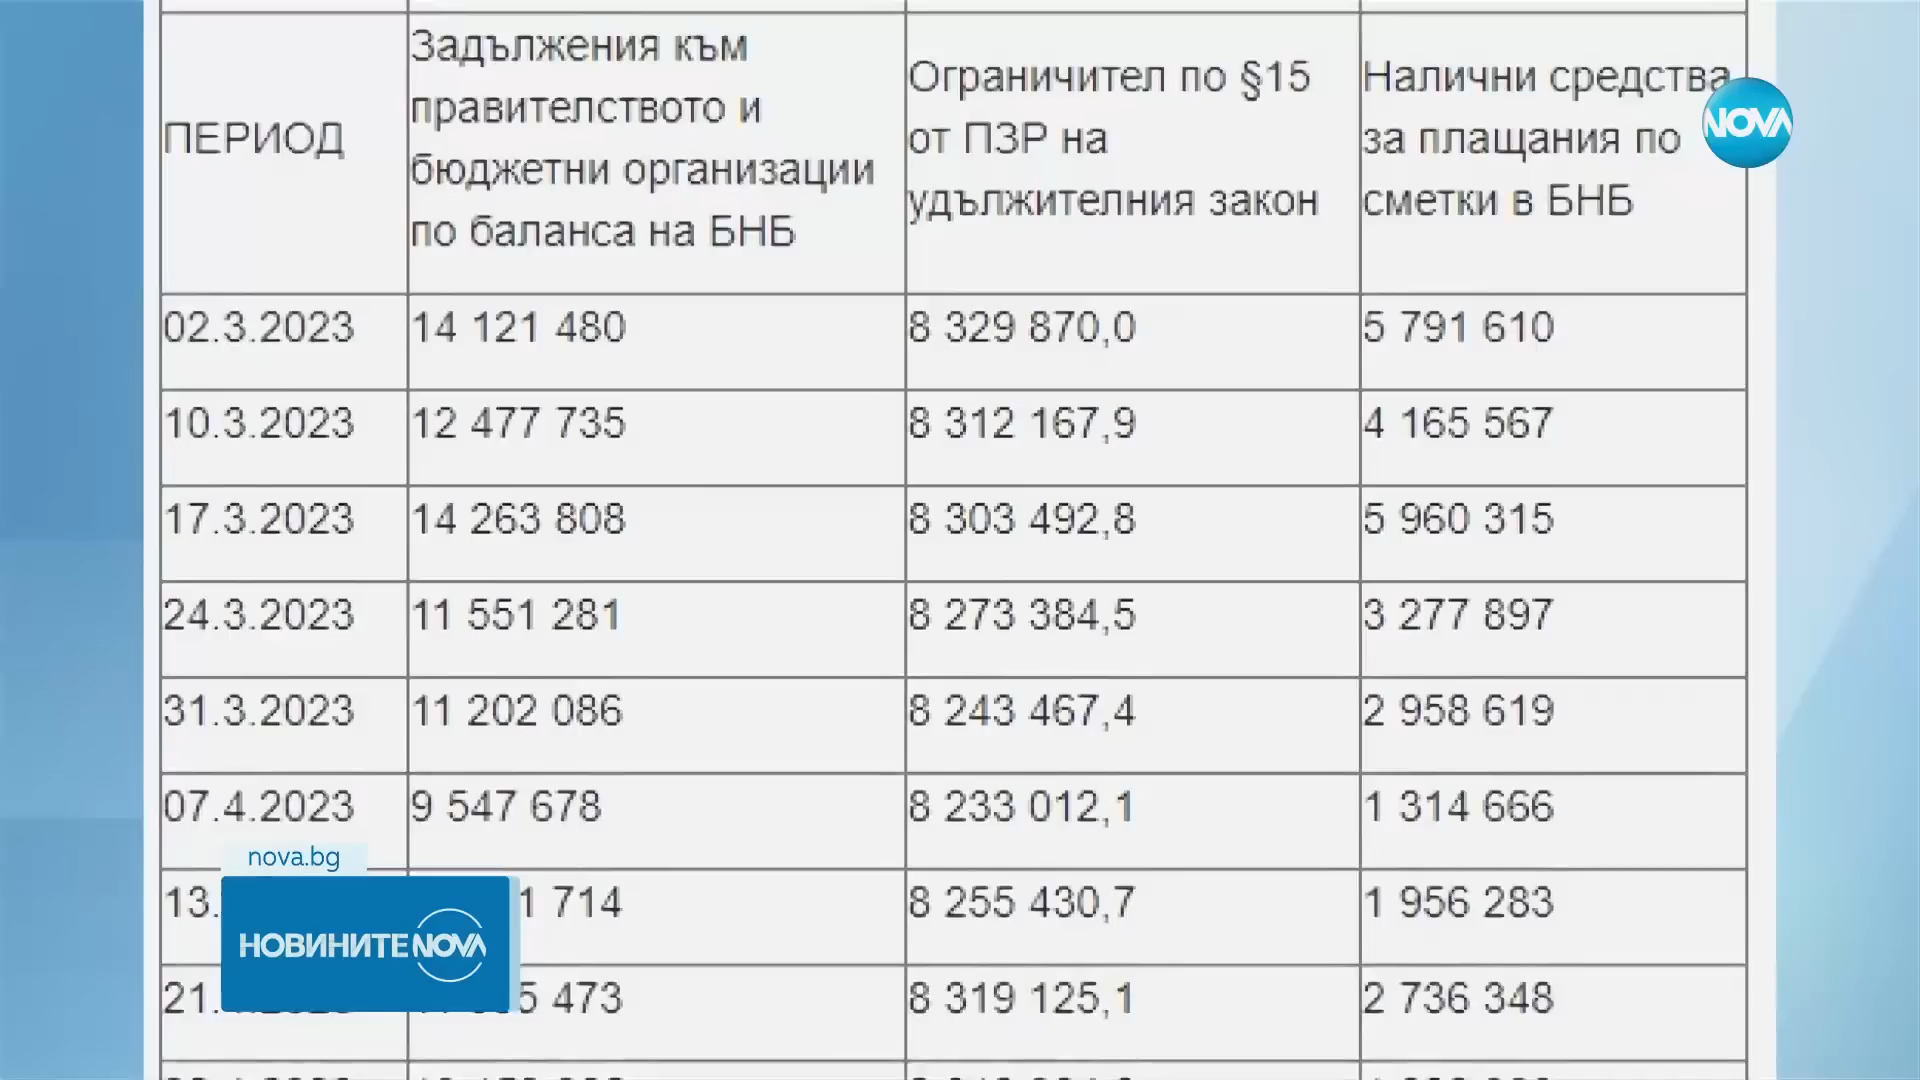 ПЕРИОД
Задължения към
правителството и
бюджетни организации
по баланса на БНБ
Ограничител по §15
от ПЗР на
удължителния закон
Налични средства
за плащания по
сметки в БНБ
NOVA
02.3.2023 14 121 480 8 329 870,0 5 791 610
10.3.2023 12 477 735 8 312 167,9 4 165 567
17.3.2023 14 263 808 8 303 492,8 5 960 315
24.3.2023 11 551 281 8 273 384,5 3 277 897
31.3.2023 11 202 086 8 243 467,4 2 958 619
07.4.2023 9 547 678 8 233 012,1 1 314 666
13. 1 714 8 255 430,7 1 956 283
21. 5 473 8 319 125,1 2 736 348
nova.bg
НОВИНИТЕ NOVA